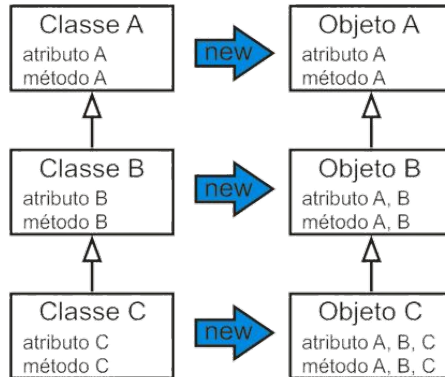 Classe A
atributo A
método A
new
Objeto A
atributo A
método A
Classe B
atributo B
método B
new
Objeto B
atributo A, B
método A, B
Classe C
atributo C
método C
new
Objeto C
atributo A, B, C
método A, B, C